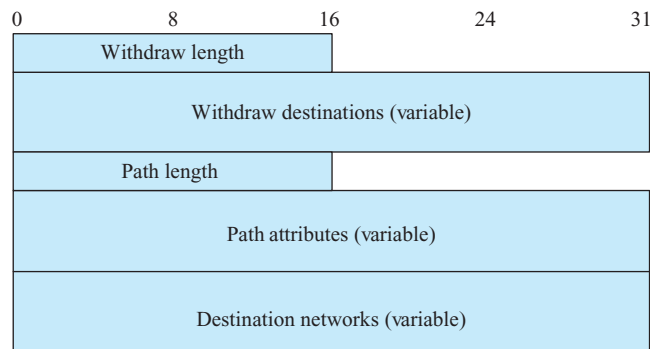 0 8 16 24 31
Withdraw length
Withdraw destinations (variable)
Path length
Path attributes (variable)
Destination networks (variable)